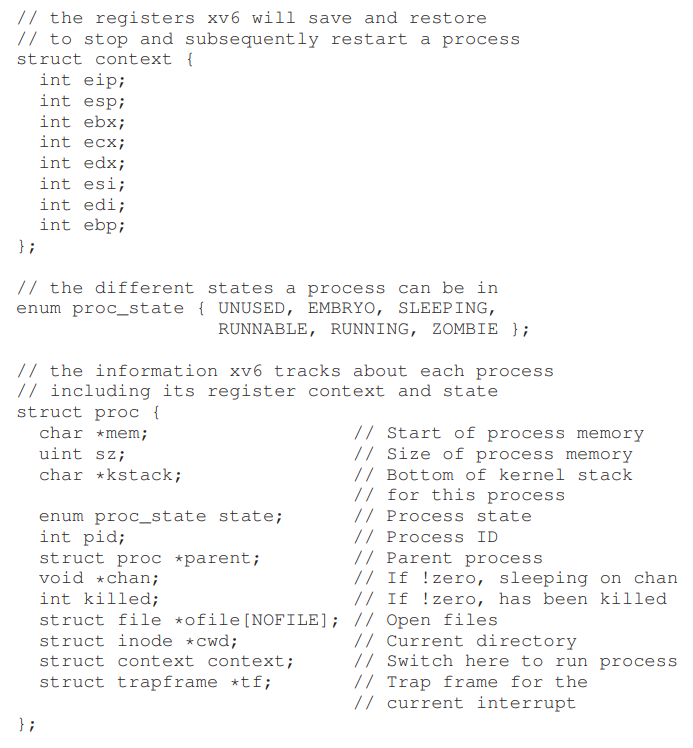 // the registers xv6 will save and restore
// to stop and subsequently restart a process
struct context {
  int eip;
  int esp;
  int ebx;
  int ecx;
  int edx;
  int esi;
  int edi;
  int ebp;
};

// the different states a process can be in
enum proc_state { UNUSED, EMBRYO, SLEEPING,
                  RUNNABLE, RUNNING, ZOMBIE };

// the information xv6 tracks about each process
// including its register context and state
struct proc {
  char *mem;                  // Start of process memory
  uint sz;                    // Size of process memory
  char *kstack;               // Bottom of kernel stack
                              // for this process
  enum proc_state state;      // Process state
  int pid;                    // Process ID
  struct proc *parent;        // Parent process
  void *chan;                 // If !zero, sleeping on chan
  int killed;                 // If !zero, has been killed
  struct file *ofile[NOFILE]; // Open files
  struct inode *cwd;          // Current directory
  struct context context;     // Switch here to run process
  struct trapframe *tf;       // Trap frame for the
                              // current interrupt
};